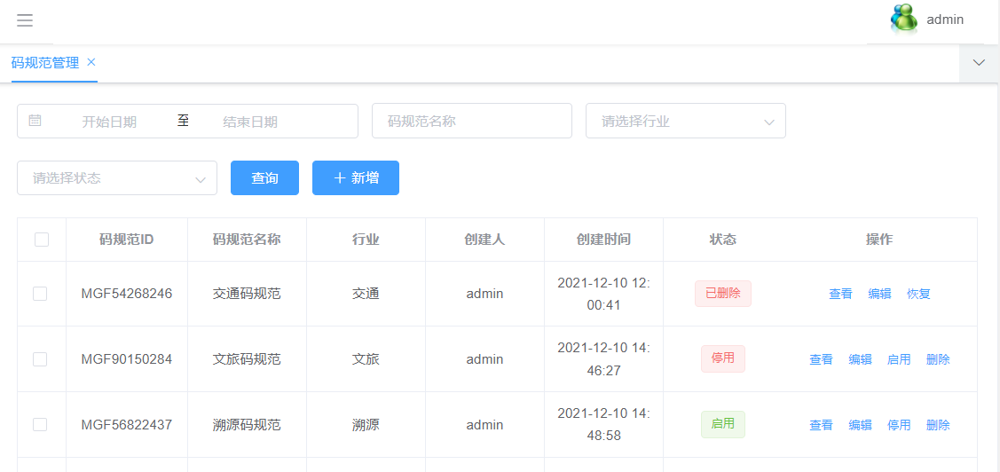 admin
码规范管理
开始日期 至 结束日期 码规范名称 请选择行业
请选择状态 查询 新增
码规范ID 码规范名称 行业 创建人 创建时间 状态 操作
MGF54268246 交通码规范 交通 admin 2021-12-10 12:
00:41 已删除 查看 编辑 恢复
MGF90150284 文旅码规范 文旅 admin 2021-12-10 14:
46:27 停用 查看 编辑 启用 删除
MGF56822437 溯源码规范 溯源 admin 2021-12-10 14:
48:58 启用 查看 编辑 停用 删除